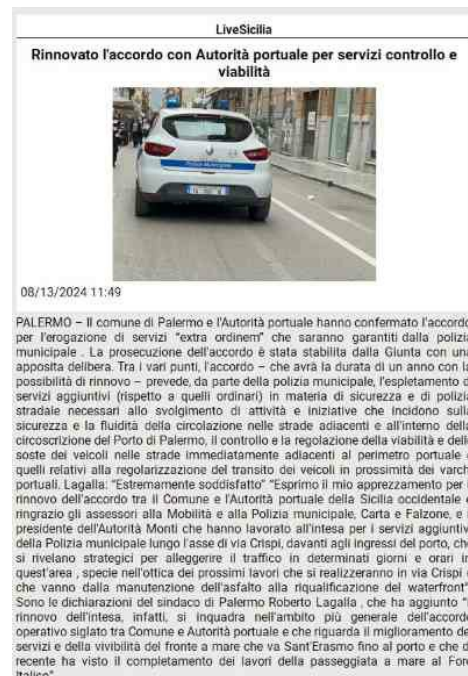 LiveSicilia
Rinnovato l'accordo con Autorità portuale per servizi controllo e
viabilità
Polizia Municipale
08/13/2024 11:49
PALERMO – Il comune di Palermo e l'Autorità portuale hanno confermato l'accordo
per l'erogazione di servizi "extra ordinem" che saranno garantiti dalla polizia
municipale . La prosecuzione dell'accordo è stata stabilita dalla Giunta con una
apposita delibera. Tra i vari punti, l'accordo – che avrà la durata di un anno con la
possibilità di rinnovo – prevede, da parte della polizia municipale, l'espletamento d
servizi aggiuntivi (rispetto a quelli ordinari) in materia di sicurezza e di polizia
stradale necessari allo svolgimento di attività e iniziative che incidono sulla
sicurezza e la fluidità della circolazione nelle strade adiacenti e all'interno della
circoscrizione del Porto di Palermo, il controllo e la regolazione della viabilità e delle
soste dei veicoli nelle strade immediatamente adiacenti al perimetro portuale e
quelli relativi alla regolarizzazione del transito dei veicoli in prossimità dei varch
portuali. Lagalla: "Estremamente soddisfatto" "Esprimo il mio apprezzamento per i
rinnovo dell'accordo tra il Comune e l'Autorità portuale della Sicilia occidentale e
ringrazio gli assessori alla Mobilità e alla Polizia municipale, Carta e Falzone, e i
presidente dell'Autorità Monti che hanno lavorato all'intesa per i servizi aggiuntiv
della Polizia municipale lungo l'asse di via Crispi, davanti agli ingressi del porto, che
si rivelano strategici per alleggerire il traffico in determinati giorni e orari in
quest'area , specie nell'ottica dei prossimi lavori che si realizzeranno in via Crispi e
che vanno dalla manutenzione dell'asfalto alla riqualificazione del waterfront"
Sono le dichiarazioni del sindaco di Palermo Roberto Lagalla , che ha aggiunto "I
rinnovo dell'intesa, infatti, si inquadra nell'ambito più generale dell'accordo
operativo siglato tra Comune e Autorità portuale e che riguarda il miglioramento de
servizi e della vivibilità del fronte a mare che va Sant'Erasmo fino al porto e che d
recente ha visto il completamento dei lavori della passeggiata a mare al Foro
Italico"